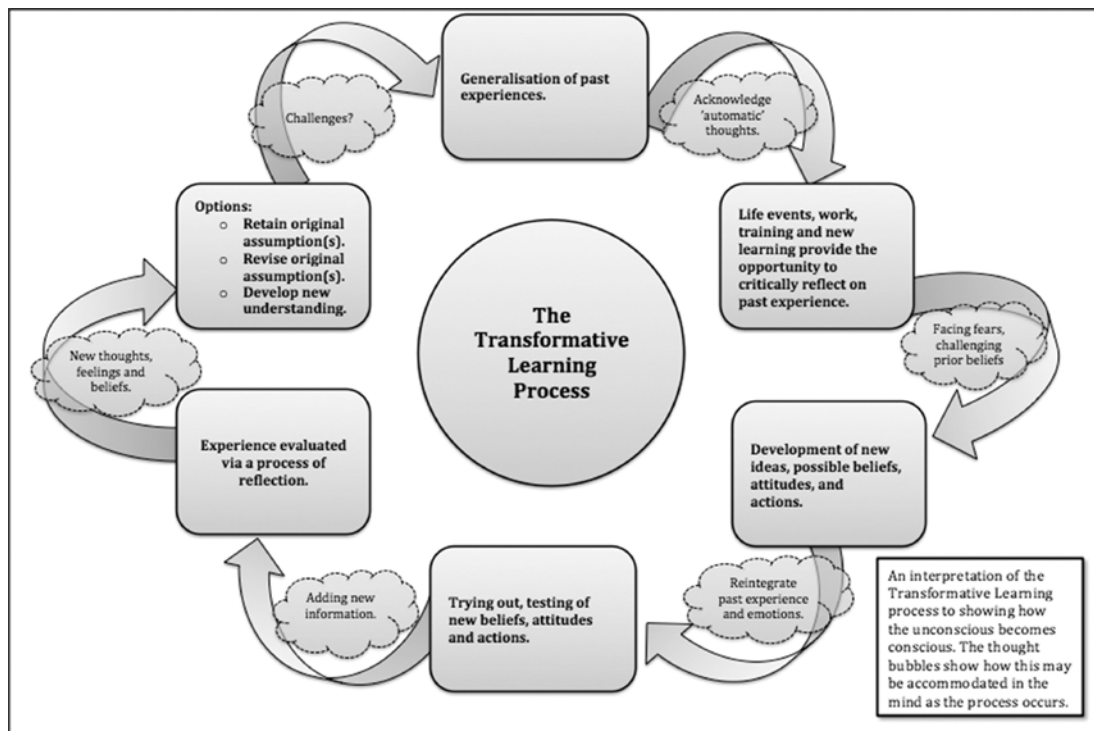 Generalisation of past
experiences.
Acknowledge
'automatic'
thoughts.
Life events, work,
training and new
learning provide the
opportunity to
critically reflect on
past experience.
Facing fears,
challenging
prior beliefs
Development of new
ideas, possible beliefs,
attitudes, and
actions.
Reintegrate
past experience
and emotions.
Trying out, testing of
new beliefs, attitudes
and actions.
Adding new
information.
Experience evaluated
via a process of
reflection.
New thoughts,
feelings and
beliefs.
Options:
o Retain original
assumption(s).
o Revise original
assumption(s).
o Develop new
understanding.
Challenges?
The
Transformative
Learning
Process
An interpretation of the
Transformative Learning
process to showing how
the unconscious becomes
conscious. The thought
bubbles show how this may
be accommodated in the
mind as the process occurs.